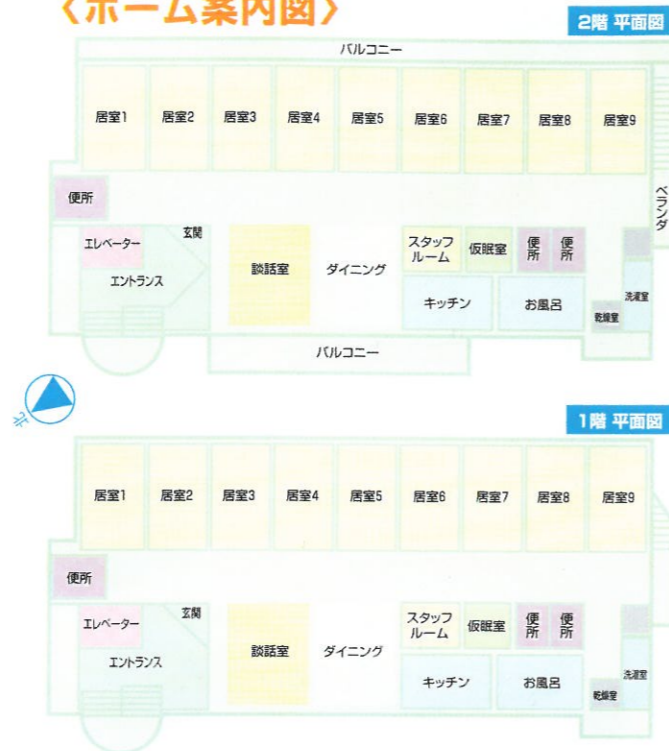 〈ホーム案内図〉
2階 平面図
バルコニー
居室1 居室2 居室3 居室4 居室5 居室6 居室7 居室8 居室9
便所
ベランダ
エレベーター
玄関
エントランス
談話室
ダイニング
スタッフ
ルーム
仮眠室
便所
便所
キッチン
お風呂
洗濯室
乾燥室
バルコニー
北
1階 平面図
居室1 居室2 居室3 居室4 居室5 居室6 居室7 居室8 居室9
便所
エレベーター
玄関
エントランス
談話室
ダイニング
スタッフ
ルーム
仮眠室
便所
便所
キッチン
お風呂
洗濯室
乾燥室